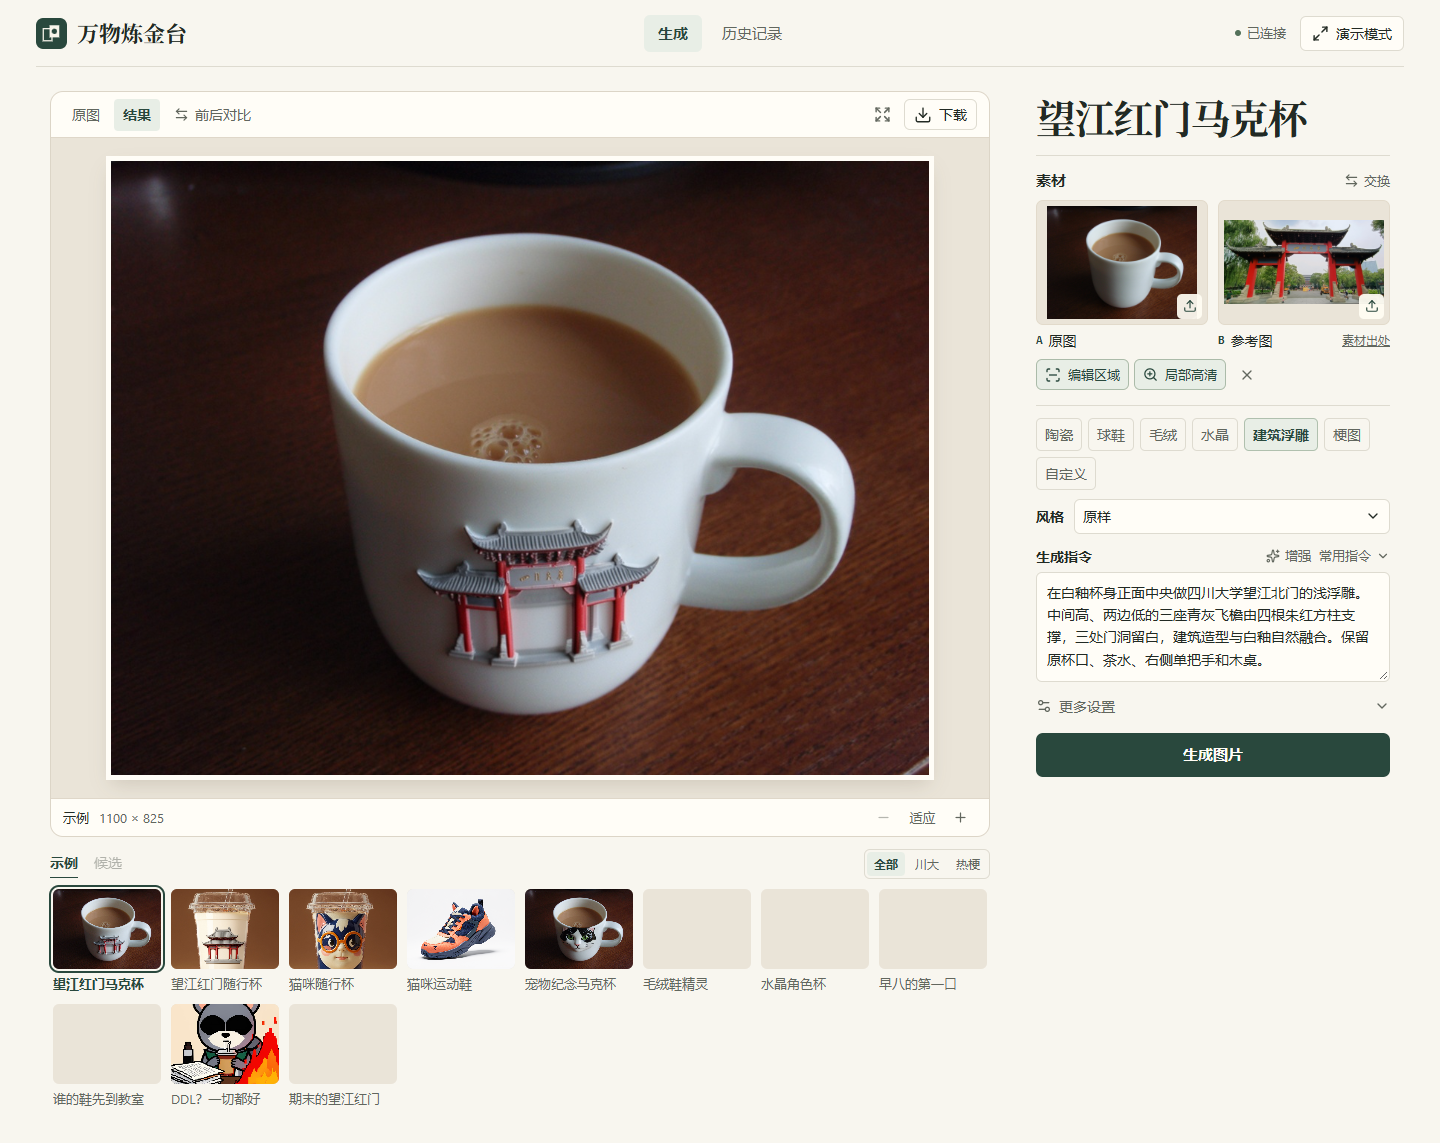 万物炼金台
生成
历史记录
已连接
演示模式
原图
结果
前后对比
下载
望江红门马克杯
素材
交换
A 原图
B 参考图
素材出处
编辑区域
局部高清
陶瓷
球鞋
毛绒
水晶
建筑浮雕
梗图
自定义
风格
原样
生成指令
增强
常用指令
在白釉杯身正面中央做四川大学望江北门的浅浮雕。
中间高、两边低的三座青灰飞檐由四根朱红方柱支
撑，三处门洞留白，建筑造型与白釉自然融合。保留
原杯口、茶水、右侧单把手和木桌。
更多设置
生成图片
示例
1100 × 825
适应
示例
候选
全部
川大
热梗
望江红门马克杯
望江红门随行杯
猫咪随行杯
猫咪运动鞋
宠物纪念马克杯
毛绒鞋精灵
水晶角色杯
早八的第一口
谁的鞋先到教室
DDL？一切都好
期末的望江红门